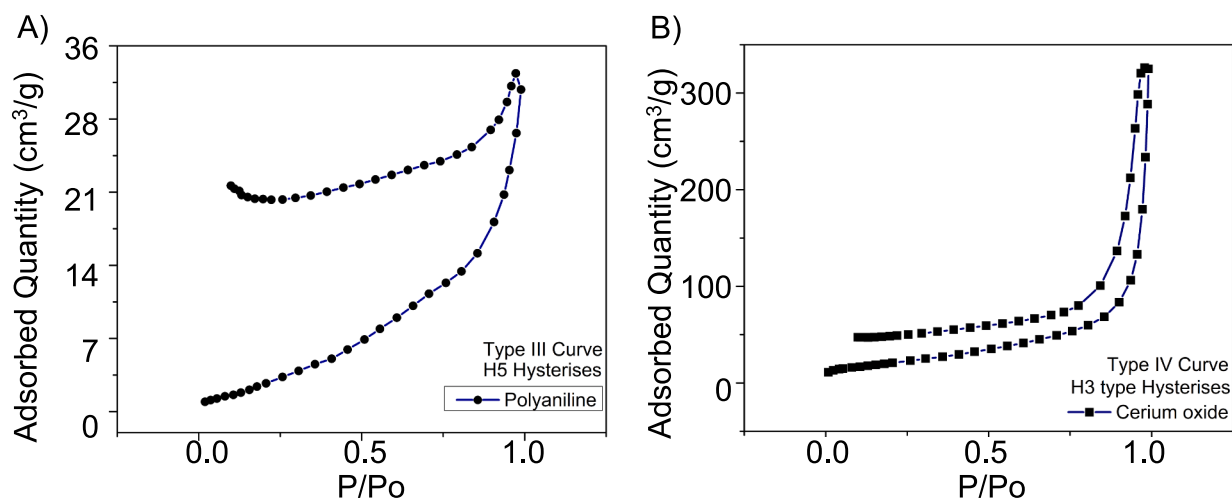 A)
Adsorbed Quantity (cm³/g)
36
28
21
14
7
0
Type III Curve
H5 Hysterises
Polyaniline
0.0 0.5 1.0
P/Po
B)
Adsorbed Quantity (cm³/g)
300
200
100
0
Type IV Curve
H3 type Hysterises
Cerium oxide
0.0 0.5 1.0
P/Po